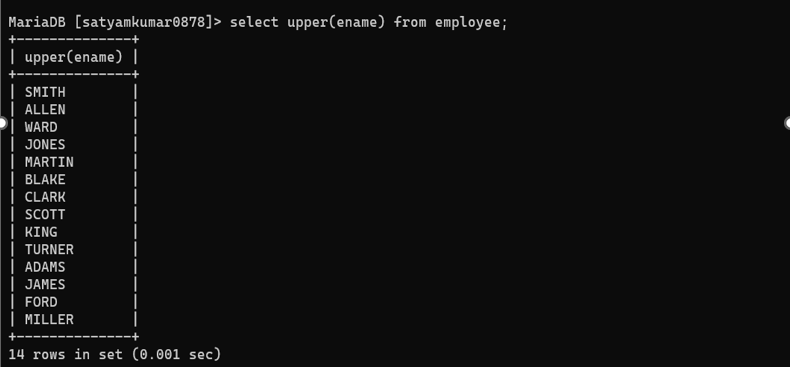 MariaDB [satyamkumar0878]> select upper(ename) from employee;
+--------------+
| upper(ename) |
+--------------+
| SMITH        |
| ALLEN        |
| WARD         |
| JONES        |
| MARTIN       |
| BLAKE        |
| CLARK        |
| SCOTT        |
| KING         |
| TURNER       |
| ADAMS        |
| JAMES        |
| FORD         |
| MILLER       |
+--------------+
14 rows in set (0.001 sec)